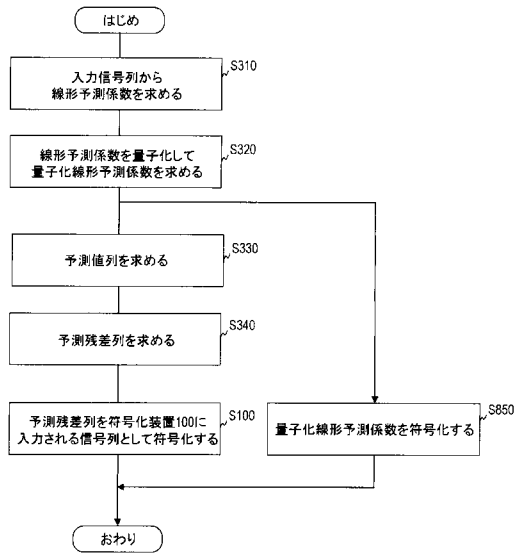 はじめ
S310
入力信号列から
線形予測係数を求める
S320
線形予測係数を量子化して
量子化線形予測係数を求める
S330
予測値列を求める
S340
予測残差列を求める
S100
予測残差列を符号化装置100に
入力される信号列として符号化する
S850
量子化線形予測係数を符号化する
おわり